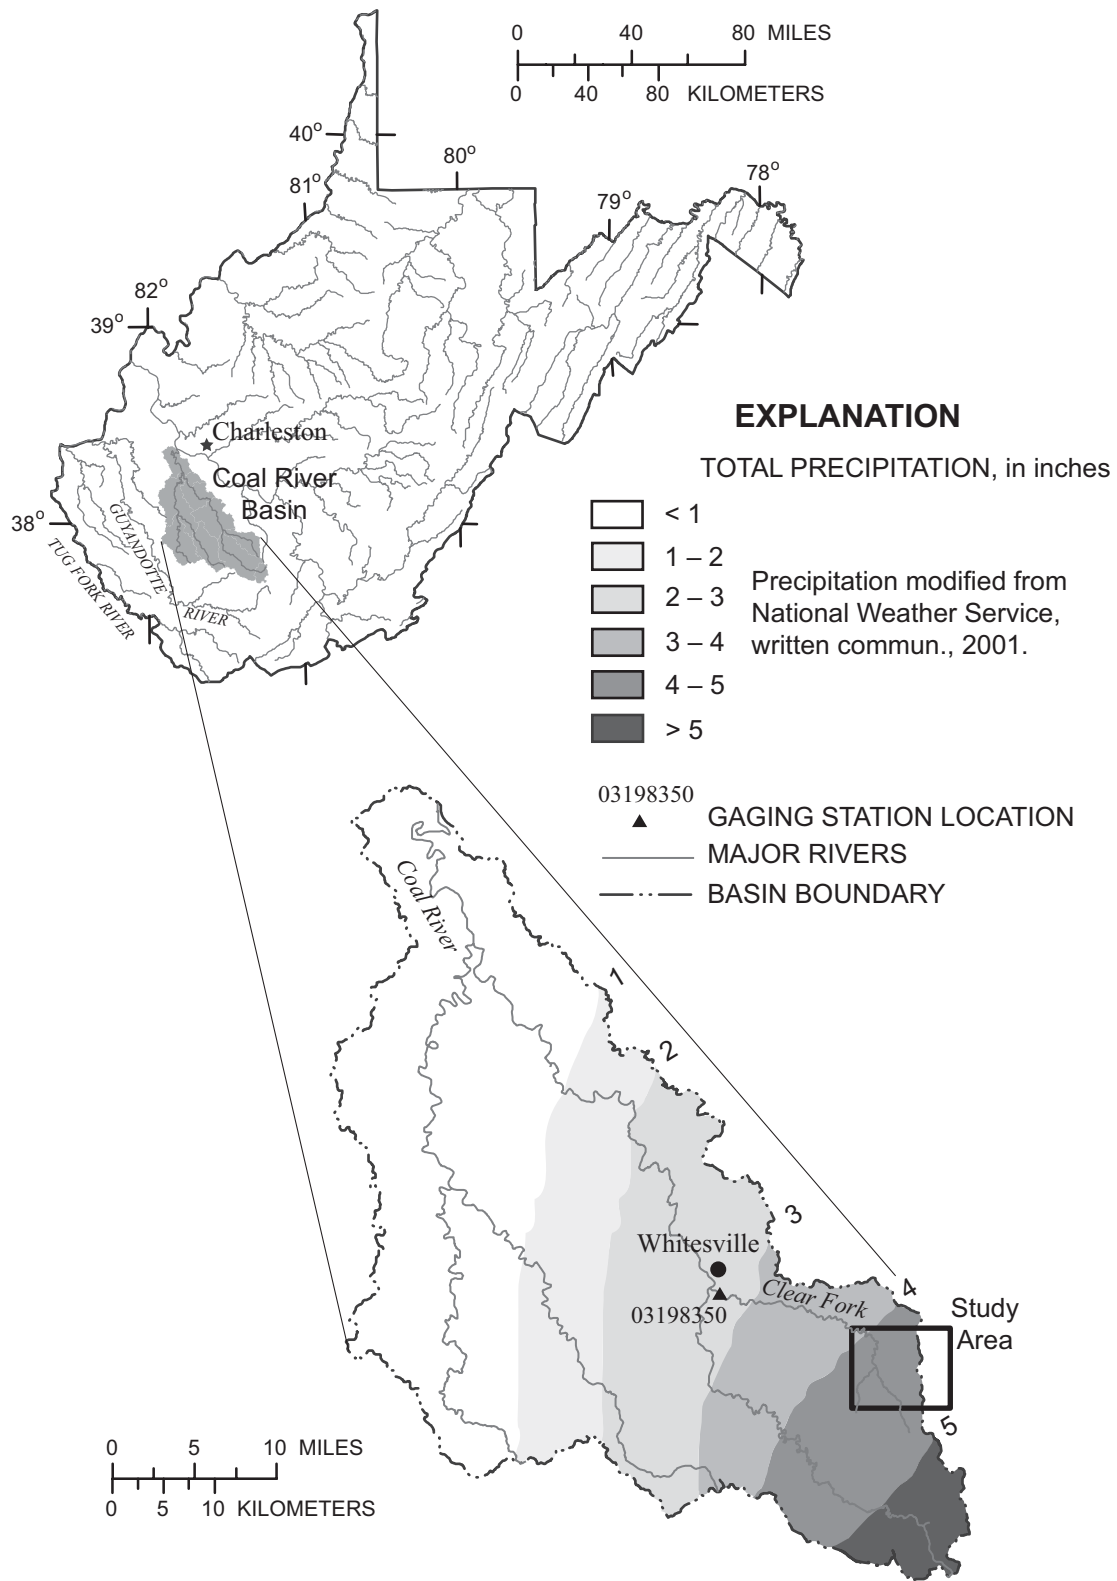 0 40 80 MILES
0 40 80 KILOMETERS
40°
80°
81°
78°
79°
82°
39°
Charleston
Coal River
Basin
38°
GUYANDOTTE
RIVER
TUG FORK RIVER
EXPLANATION
TOTAL PRECIPITATION, in inches
< 1
1 – 2
2 – 3
3 – 4
4 – 5
> 5
Precipitation modified from
National Weather Service,
written commun., 2001.
03198350
GAGING STATION LOCATION
MAJOR RIVERS
BASIN BOUNDARY
Coal River
1
2
3
Whitesville
03198350
Clear Fork
4
Study
Area
5
0 5 10 MILES
0 5 10 KILOMETERS